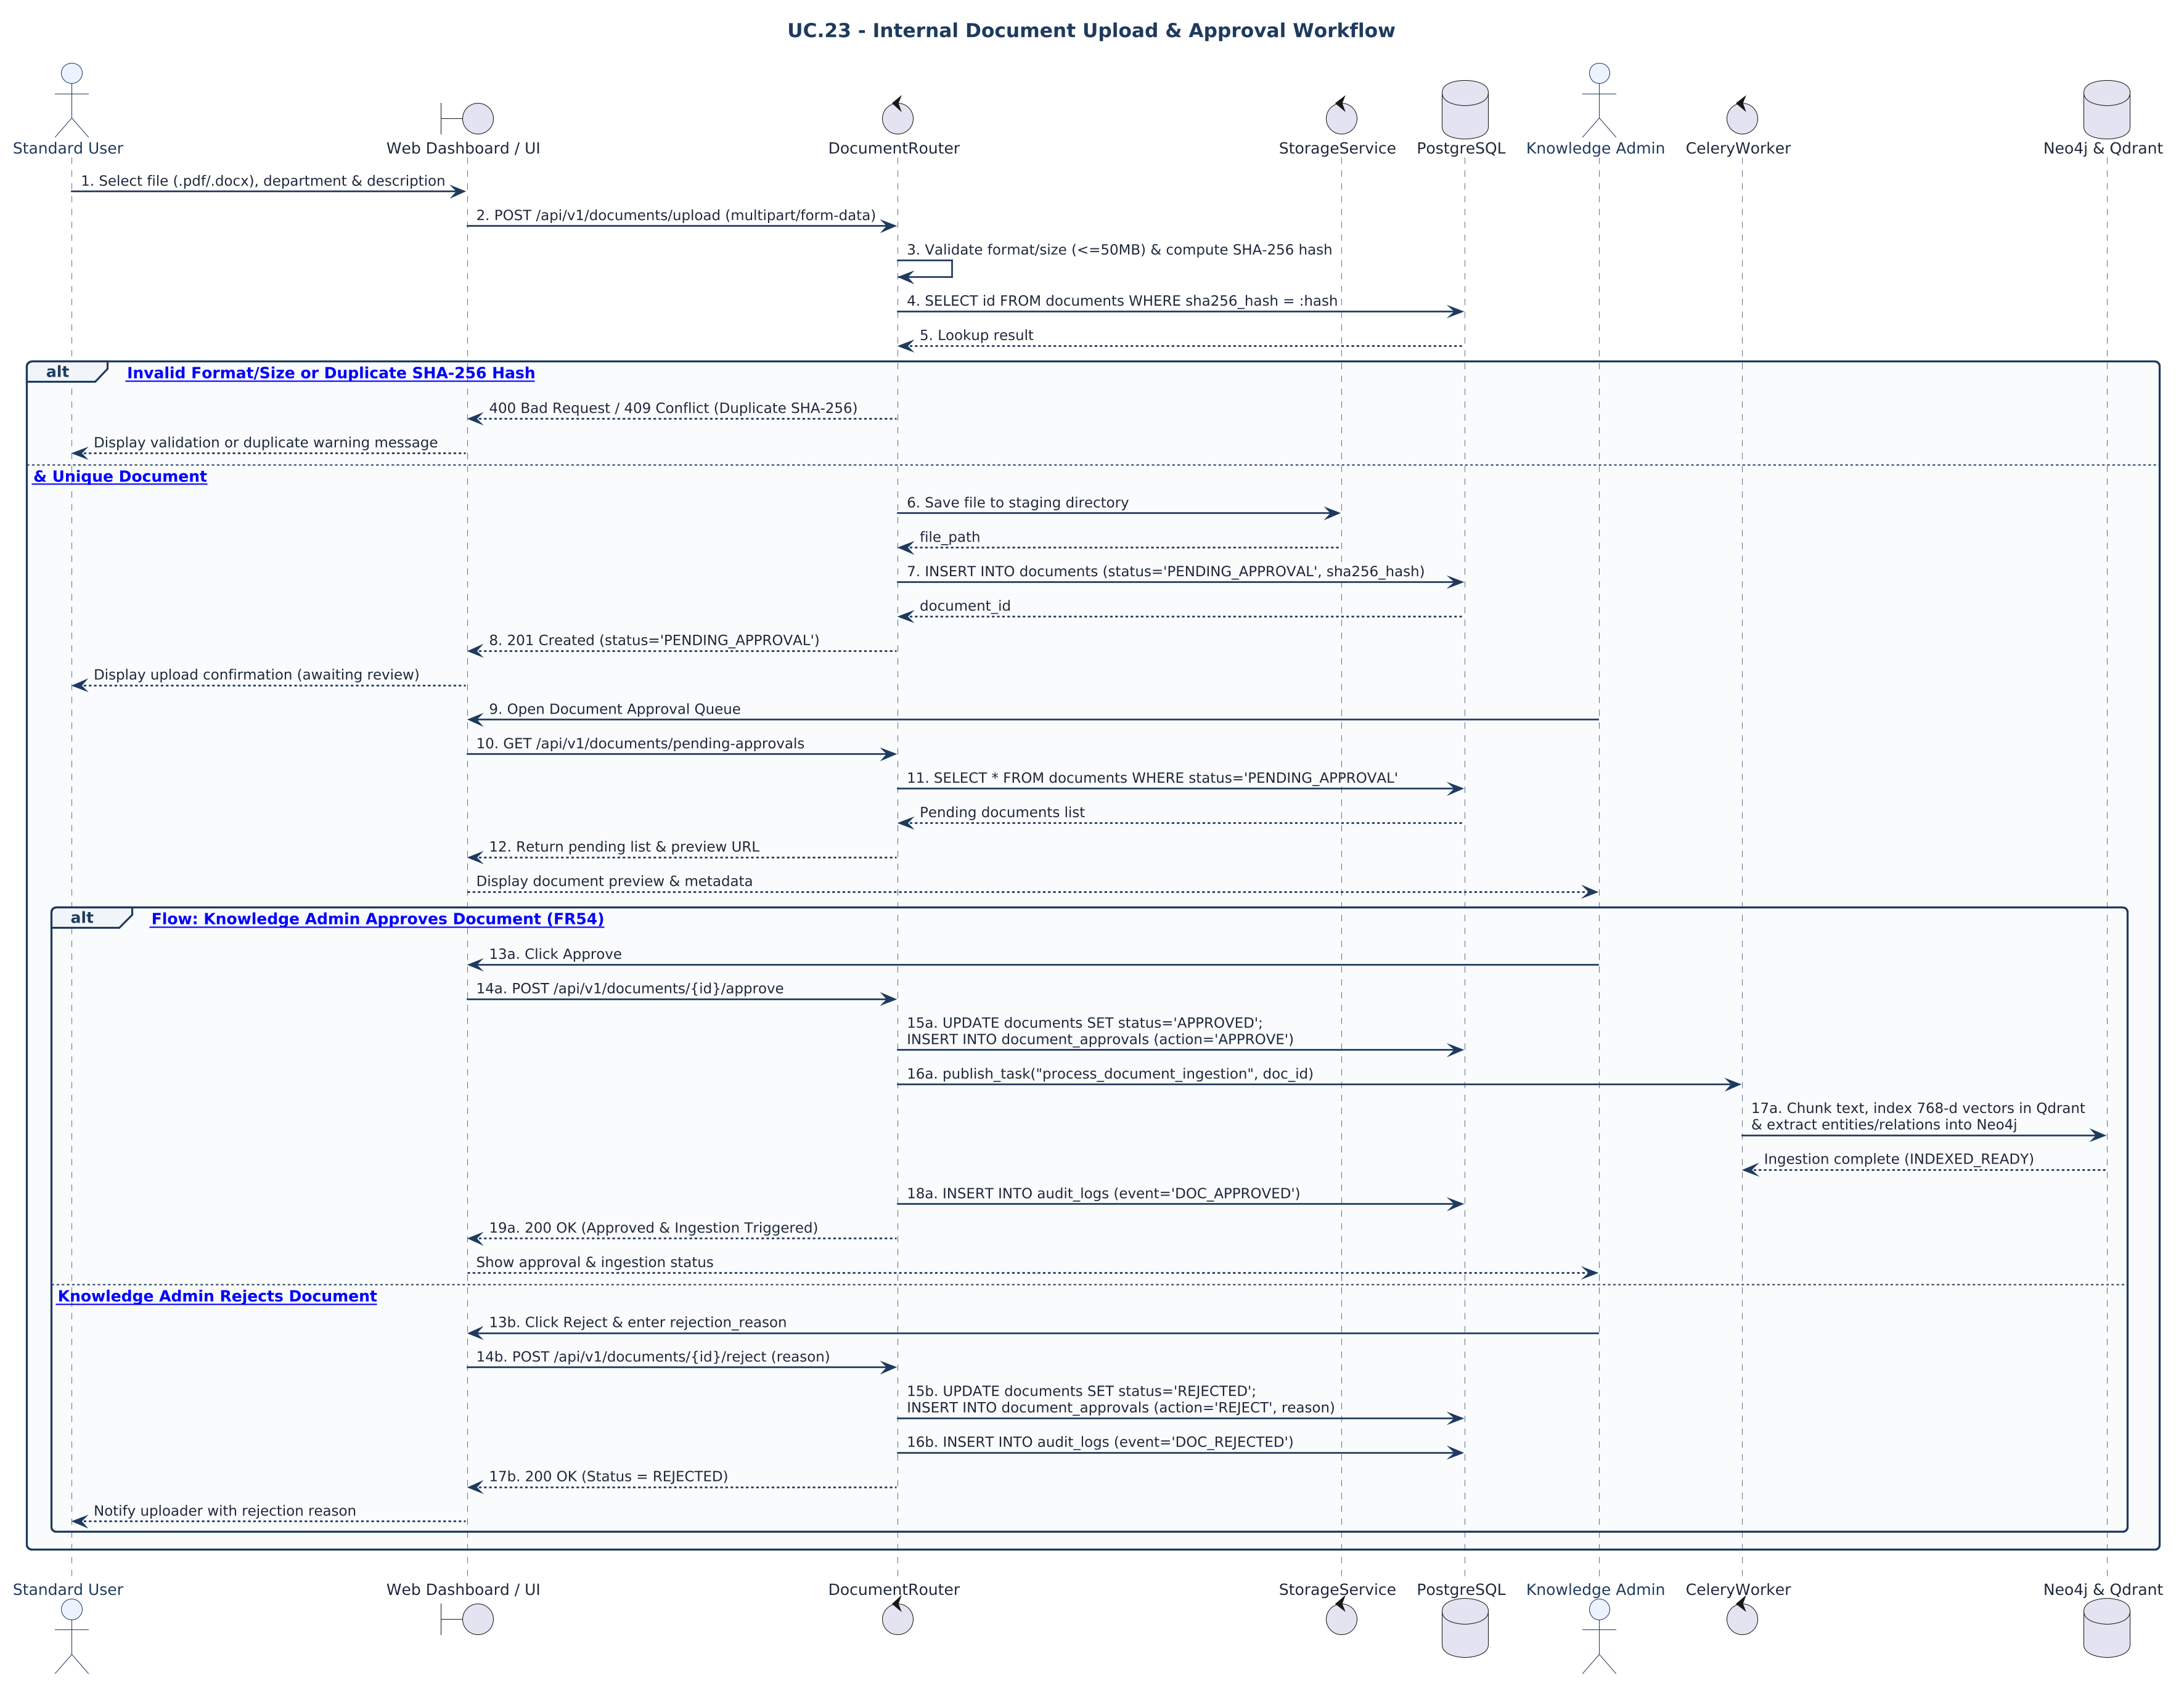 UC.23 - Internal Document Upload & Approval Workflow
Standard User
Web Dashboard / UI
DocumentRouter
StorageService
PostgreSQL
Knowledge Admin
CeleryWorker
Neo4j & Qdrant
1. Select file (.pdf/.docx), department & description
2. POST /api/v1/documents/upload (multipart/form-data)
3. Validate format/size (<=50MB) & compute SHA-256 hash
4. SELECT id FROM documents WHERE sha256_hash = :hash
5. Lookup result
alt
Invalid Format/Size or Duplicate SHA-256 Hash
400 Bad Request / 409 Conflict (Duplicate SHA-256)
Display validation or duplicate warning message
& Unique Document
6. Save file to staging directory
file_path
7. INSERT INTO documents (status='PENDING_APPROVAL', sha256_hash)
document_id
8. 201 Created (status='PENDING_APPROVAL')
Display upload confirmation (awaiting review)
9. Open Document Approval Queue
10. GET /api/v1/documents/pending-approvals
11. SELECT * FROM documents WHERE status='PENDING_APPROVAL'
Pending documents list
12. Return pending list & preview URL
Display document preview & metadata
alt
Flow: Knowledge Admin Approves Document (FR54)
13a. Click Approve
14a. POST /api/v1/documents/{id}/approve
15a. UPDATE documents SET status='APPROVED';
INSERT INTO document_approvals (action='APPROVE')
16a. publish_task("process_document_ingestion", doc_id)
17a. Chunk text, index 768-d vectors in Qdrant
& extract entities/relations into Neo4j
Ingestion complete (INDEXED_READY)
18a. INSERT INTO audit_logs (event='DOC_APPROVED')
19a. 200 OK (Approved & Ingestion Triggered)
Show approval & ingestion status
Knowledge Admin Rejects Document
13b. Click Reject & enter rejection_reason
14b. POST /api/v1/documents/{id}/reject (reason)
15b. UPDATE documents SET status='REJECTED';
INSERT INTO document_approvals (action='REJECT', reason)
16b. INSERT INTO audit_logs (event='DOC_REJECTED')
17b. 200 OK (Status = REJECTED)
Notify uploader with rejection reason
Standard User
Web Dashboard / UI
DocumentRouter
StorageService
PostgreSQL
Knowledge Admin
CeleryWorker
Neo4j & Qdrant